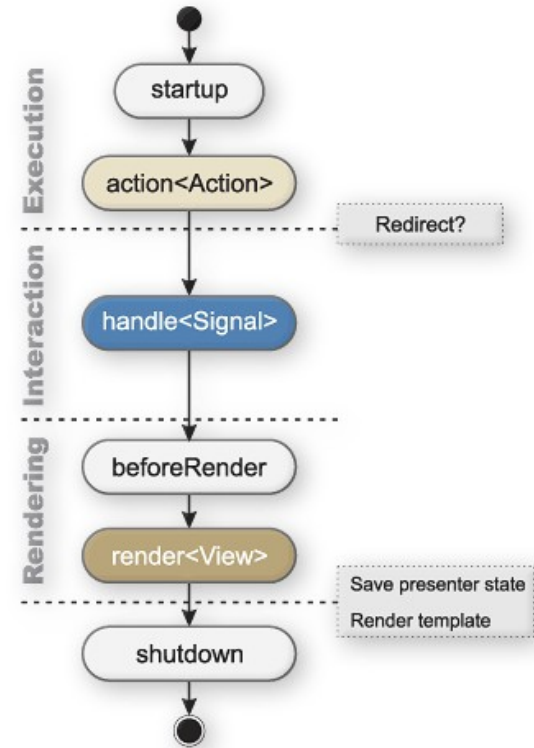 Execution
startup
action<Action>
Redirect?
Interaction
handle<Signal>
Rendering
beforeRender
render<View>
Save presenter state
Render template
shutdown